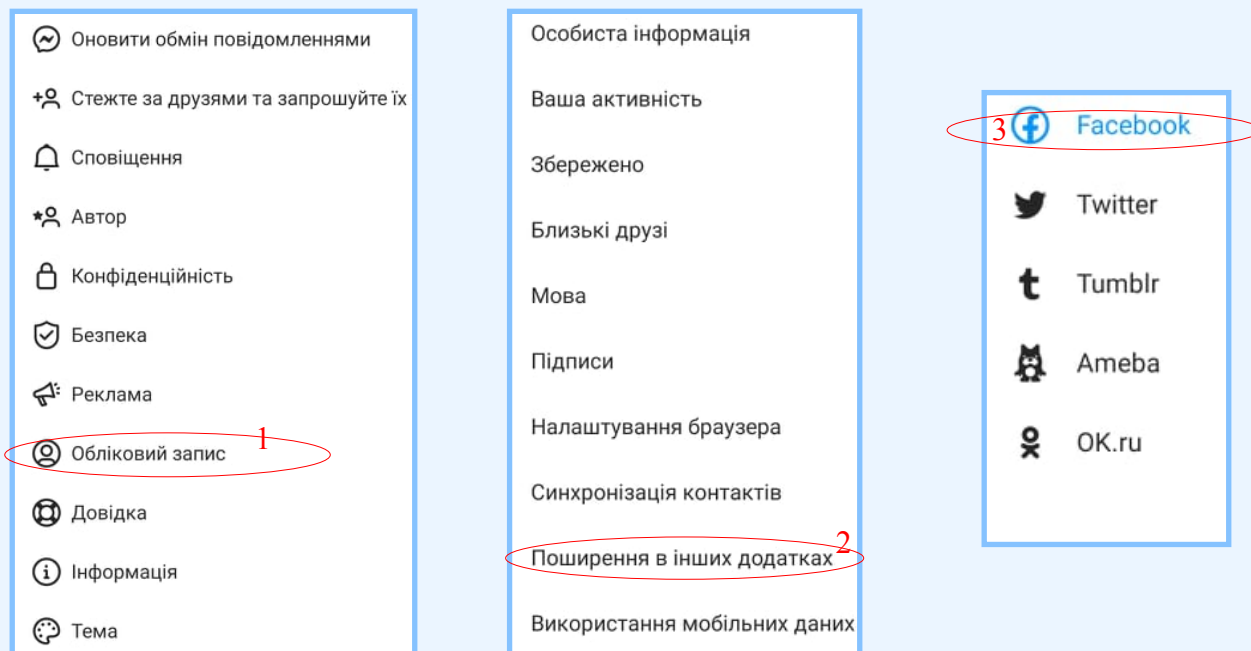 Оновити обмін повідомленнями
Стежте за друзями та запрошуйте їх
Сповіщення
Автор
Конфіденційність
Безпека
Реклама
1
Обліковий запис
Довідка
Інформація
Тема
Особиста інформація
Ваша активність
Збережено
Близькі друзі
Мова
Підписи
Налаштування браузера
Синхронізація контактів
Поширення в інших додатках 2
Використання мобільних даних
3 Facebook
Twitter
Tumblr
Ameba
OK.ru